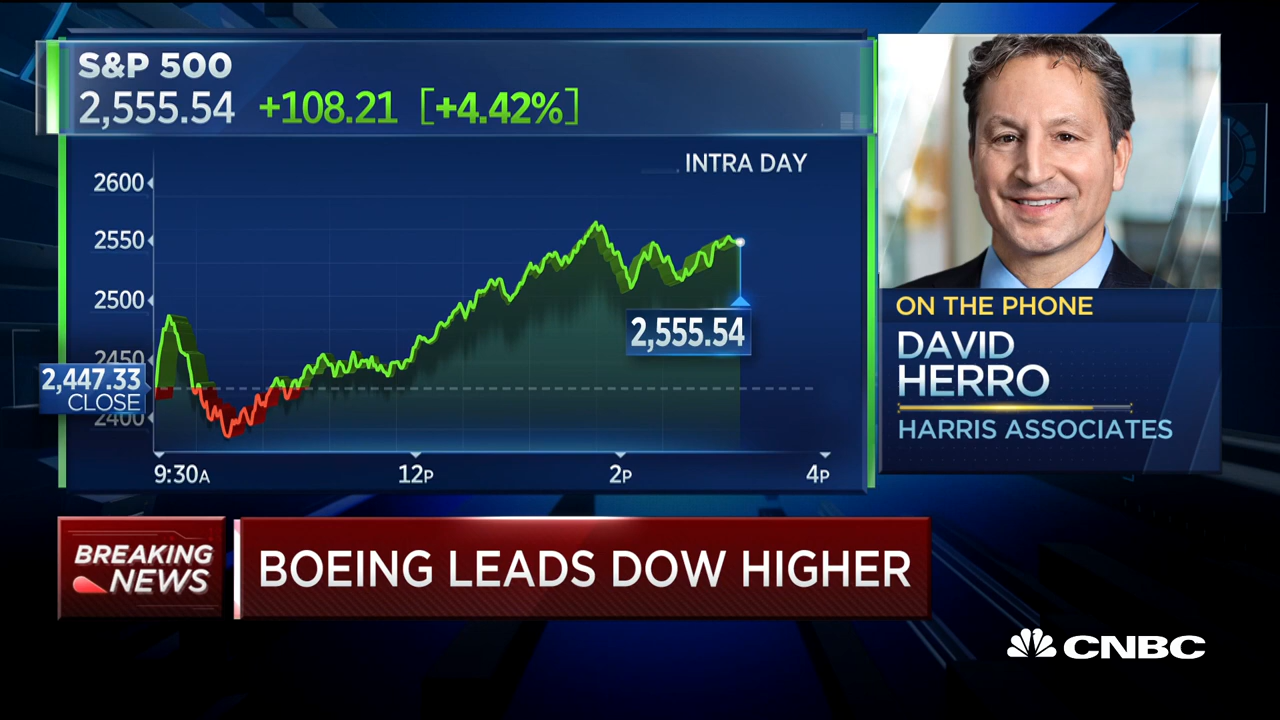 S&P 500
2,555.54 +108.21 [+4.42%]
INTRA DAY
2600
2550
2500
2450
2,447.33
CLOSE
2400
2,555.54
9:30A 12P 2P 4P
ON THE PHONE
DAVID
HERRO
HARRIS ASSOCIATES
BREAKING
NEWS
BOEING LEADS DOW HIGHER
CNBC